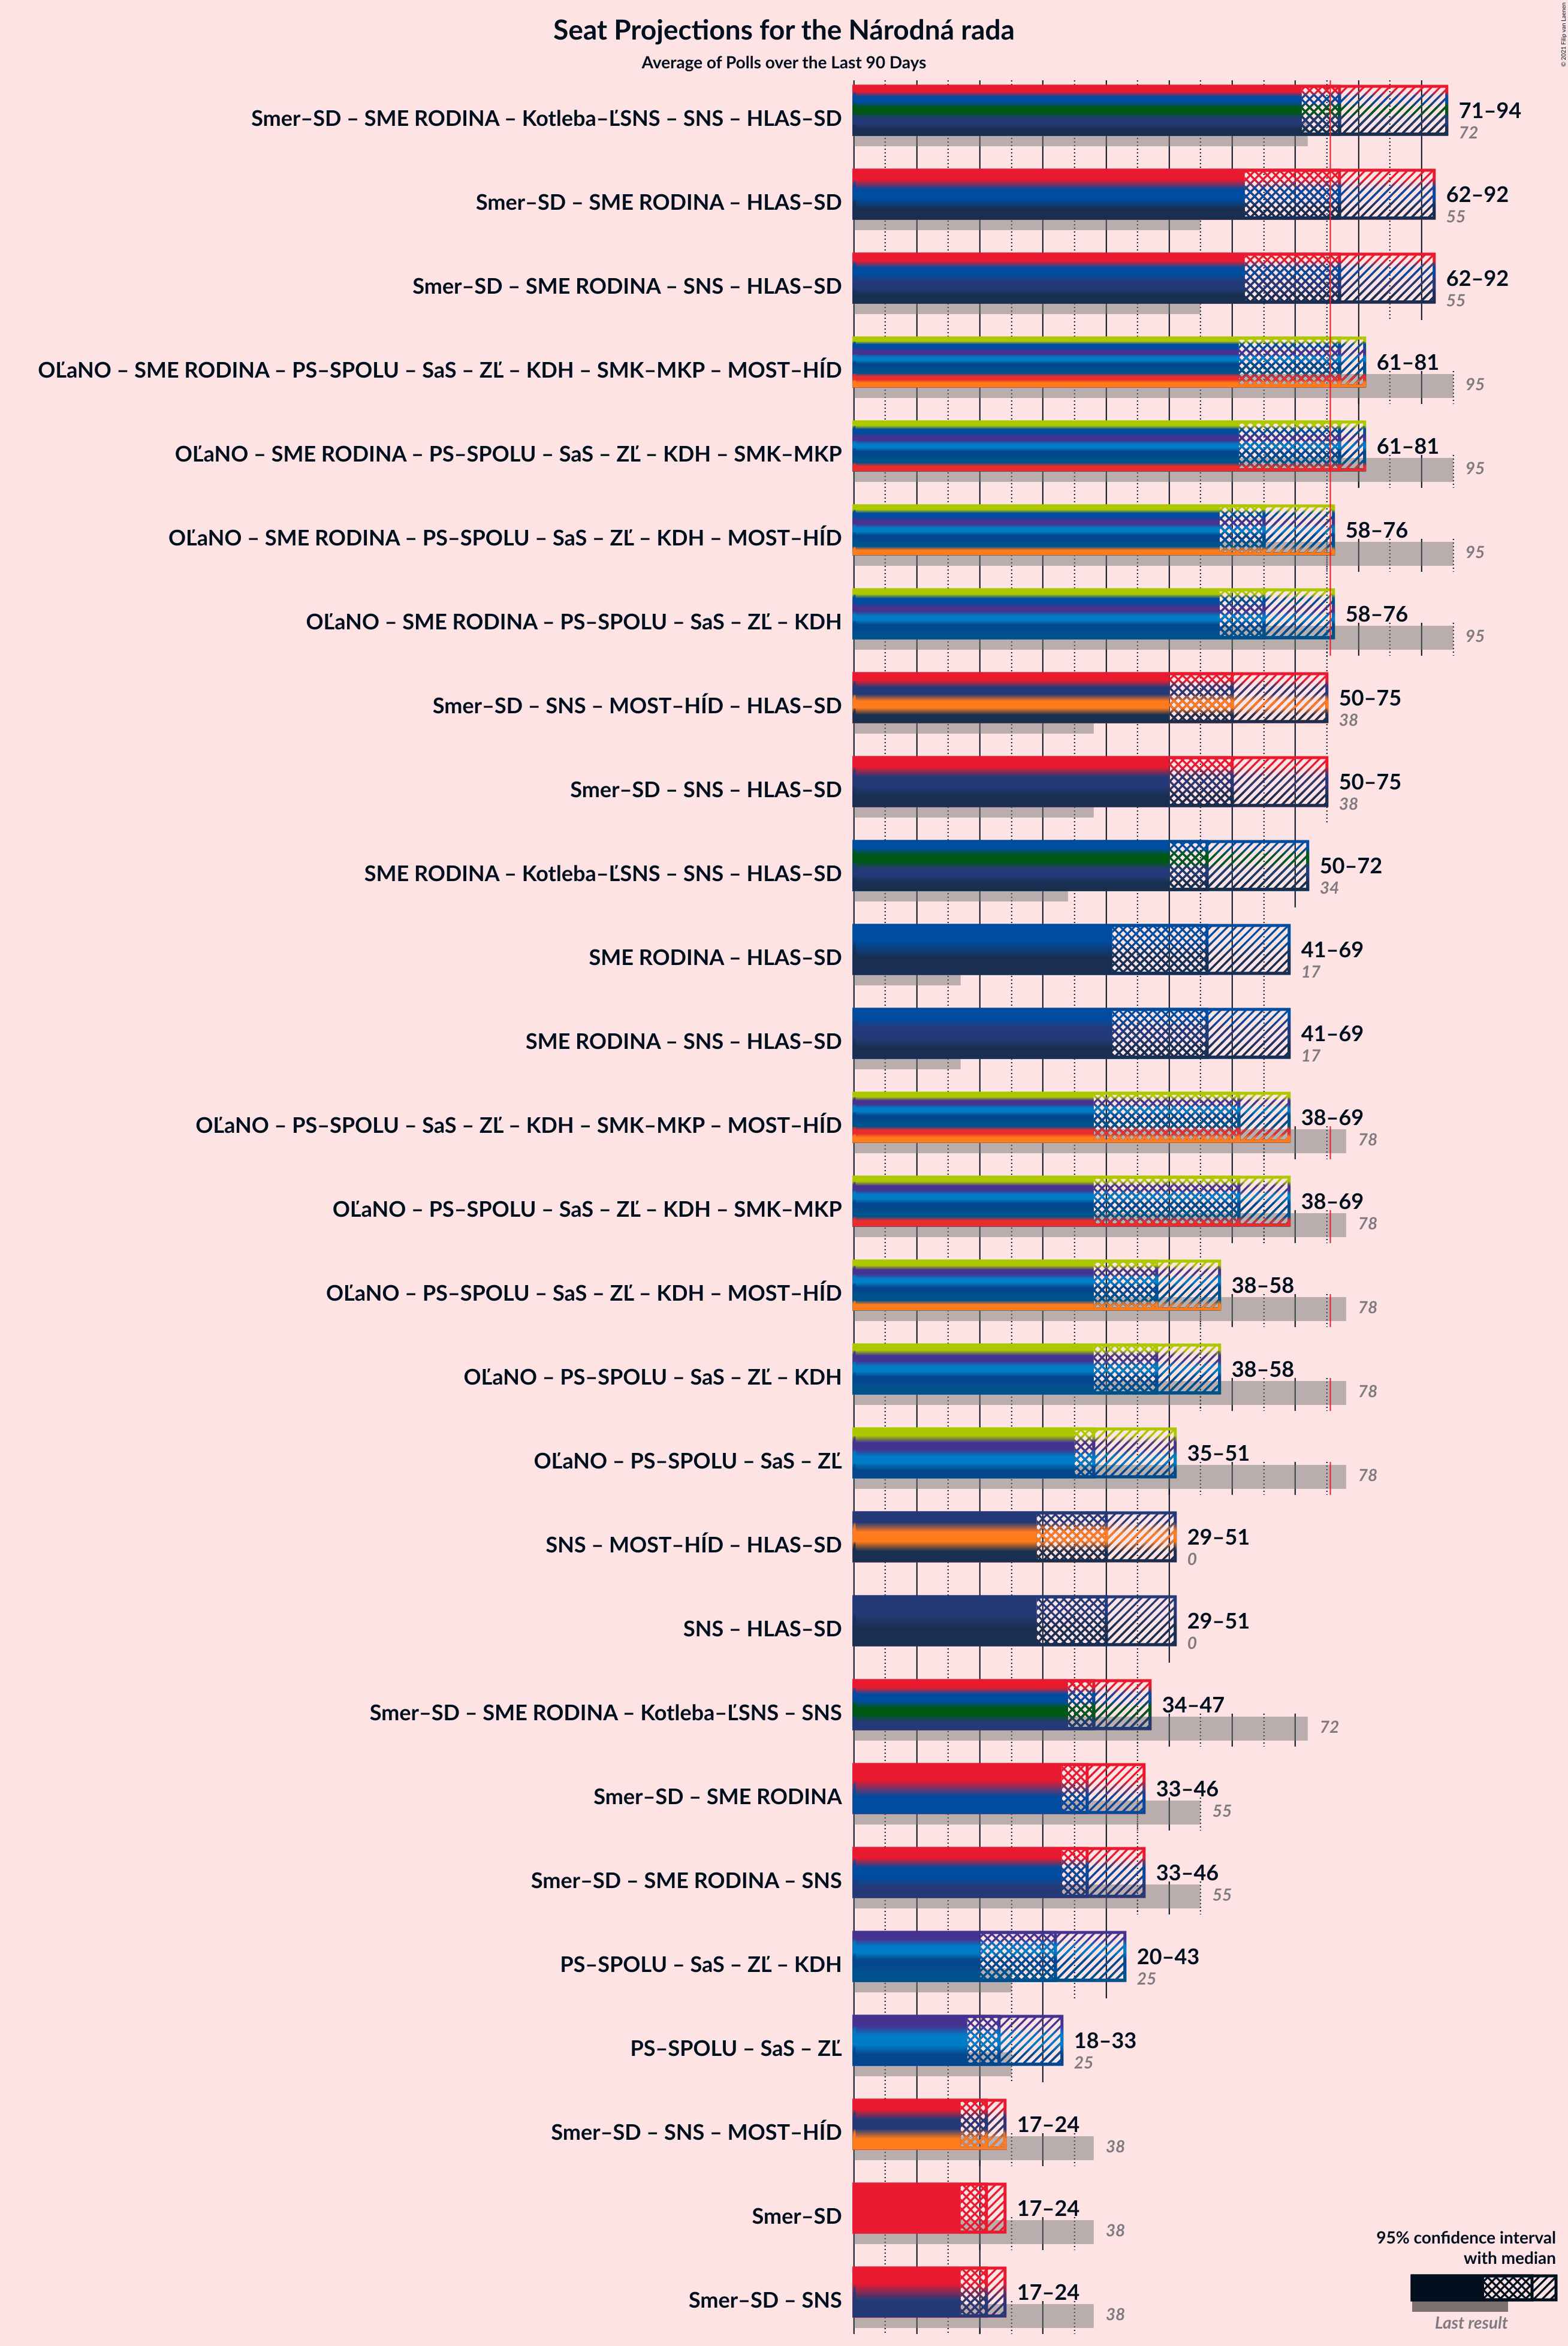 Seat Projections for the Národná rada
Average of Polls over the Last 90 Days
© 2021 Filip van Laenen
Smer–SD – SME RODINA – Kotleba–ĽSNS – SNS – HLAS–SD
71–94
72
Smer–SD – SME RODINA – HLAS–SD
62–92
55
Smer–SD – SME RODINA – SNS – HLAS–SD
62–92
55
OĽaNO – SME RODINA – PS–SPOLU – SaS – ZĽ – KDH – SMK–MKP – MOST–HÍD
61–81
95
OĽaNO – SME RODINA – PS–SPOLU – SaS – ZĽ – KDH – SMK–MKP
61–81
95
OĽaNO – SME RODINA – PS–SPOLU – SaS – ZĽ – KDH – MOST–HÍD
58–76
95
OĽaNO – SME RODINA – PS–SPOLU – SaS – ZĽ – KDH
58–76
95
Smer–SD – SNS – MOST–HÍD – HLAS–SD
50–75
38
Smer–SD – SNS – HLAS–SD
50–75
38
SME RODINA – Kotleba–ĽSNS – SNS – HLAS–SD
50–72
34
SME RODINA – HLAS–SD
41–69
17
SME RODINA – SNS – HLAS–SD
41–69
17
OĽaNO – PS–SPOLU – SaS – ZĽ – KDH – SMK–MKP – MOST–HÍD
38–69
78
OĽaNO – PS–SPOLU – SaS – ZĽ – KDH – SMK–MKP
38–69
78
OĽaNO – PS–SPOLU – SaS – ZĽ – KDH – MOST–HÍD
38–58
78
OĽaNO – PS–SPOLU – SaS – ZĽ – KDH
38–58
78
OĽaNO – PS–SPOLU – SaS – ZĽ
35–51
78
SNS – MOST–HÍD – HLAS–SD
29–51
0
SNS – HLAS–SD
29–51
0
Smer–SD – SME RODINA – Kotleba–ĽSNS – SNS
34–47
72
Smer–SD – SME RODINA
33–46
55
Smer–SD – SME RODINA – SNS
33–46
55
PS–SPOLU – SaS – ZĽ – KDH
20–43
25
PS–SPOLU – SaS – ZĽ
18–33
25
Smer–SD – SNS – MOST–HÍD
17–24
38
Smer–SD
17–24
38
Smer–SD – SNS
17–24
38
95% confidence interval
with median
Last result